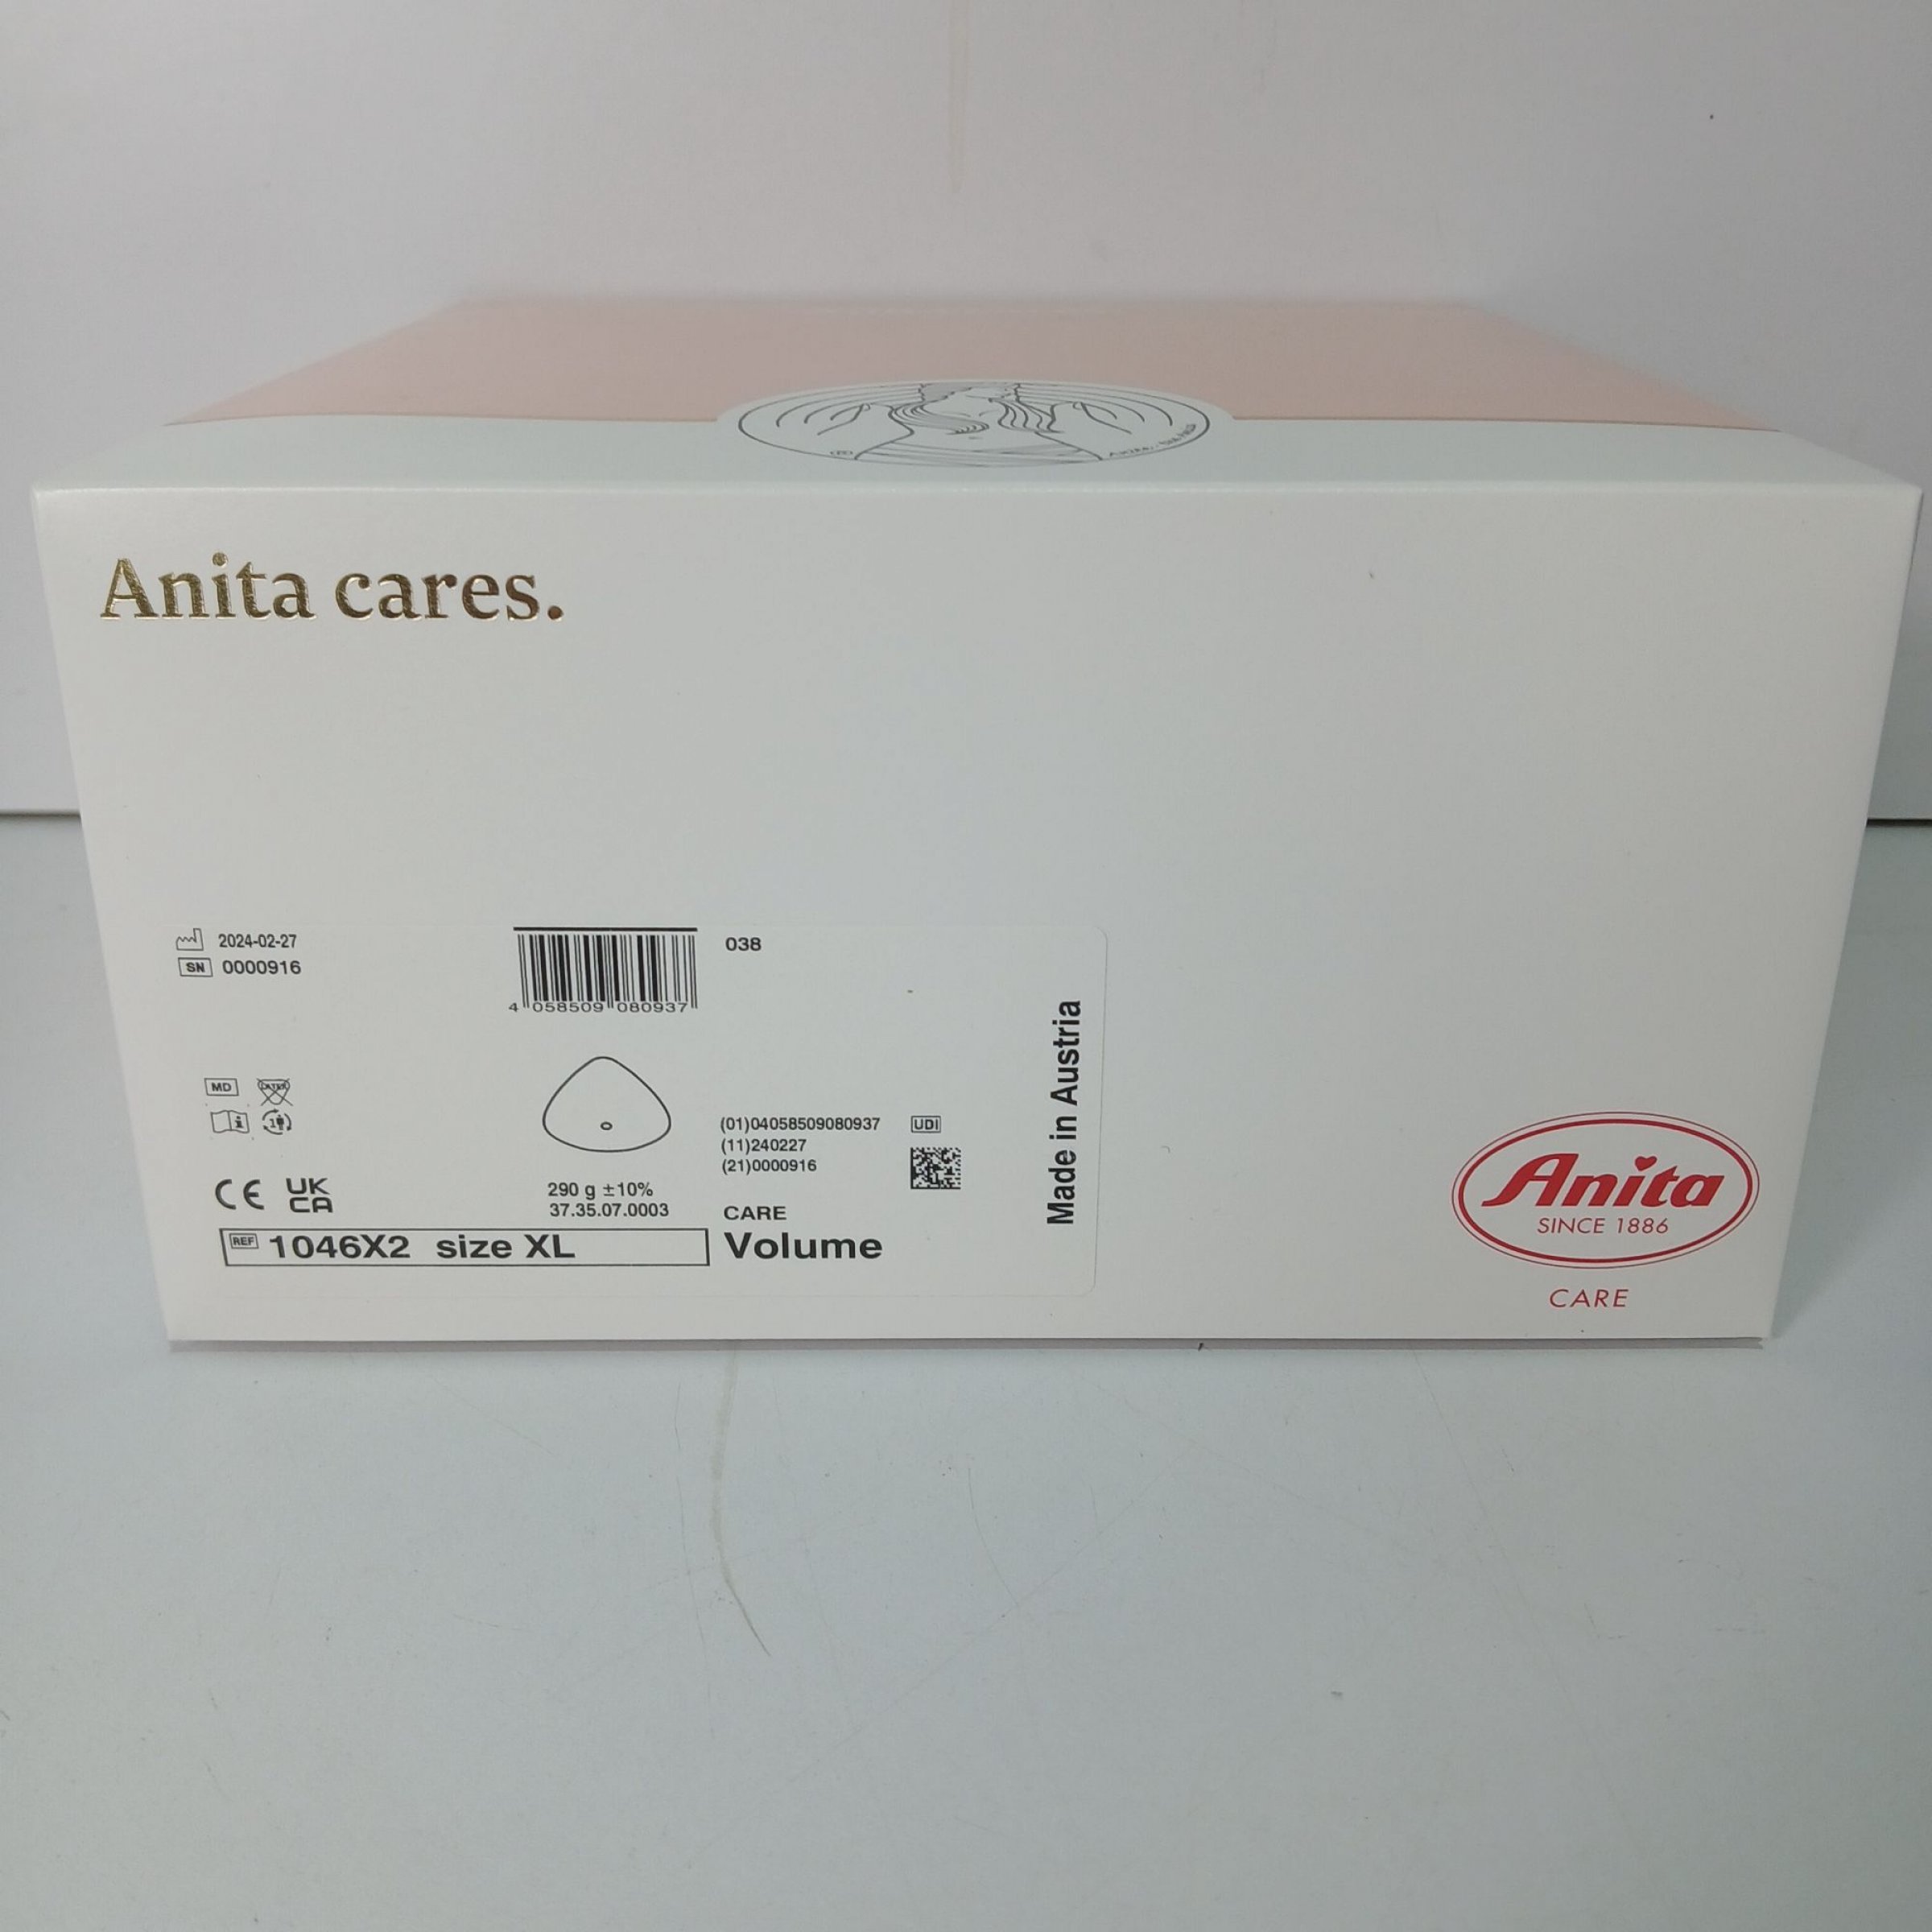 Anita cares.
2024-02-27
SN 0000916
4 058509 080937
038
MD
LATEX
1
CE UK
CA
290 g ±10%
37.35.07.0003
(01)04058509080937
(11)240227
(21)0000916
UDI
CARE
Volume
REF 1046X2 size XL
Made in Austria
Anita
SINCE 1886
CARE